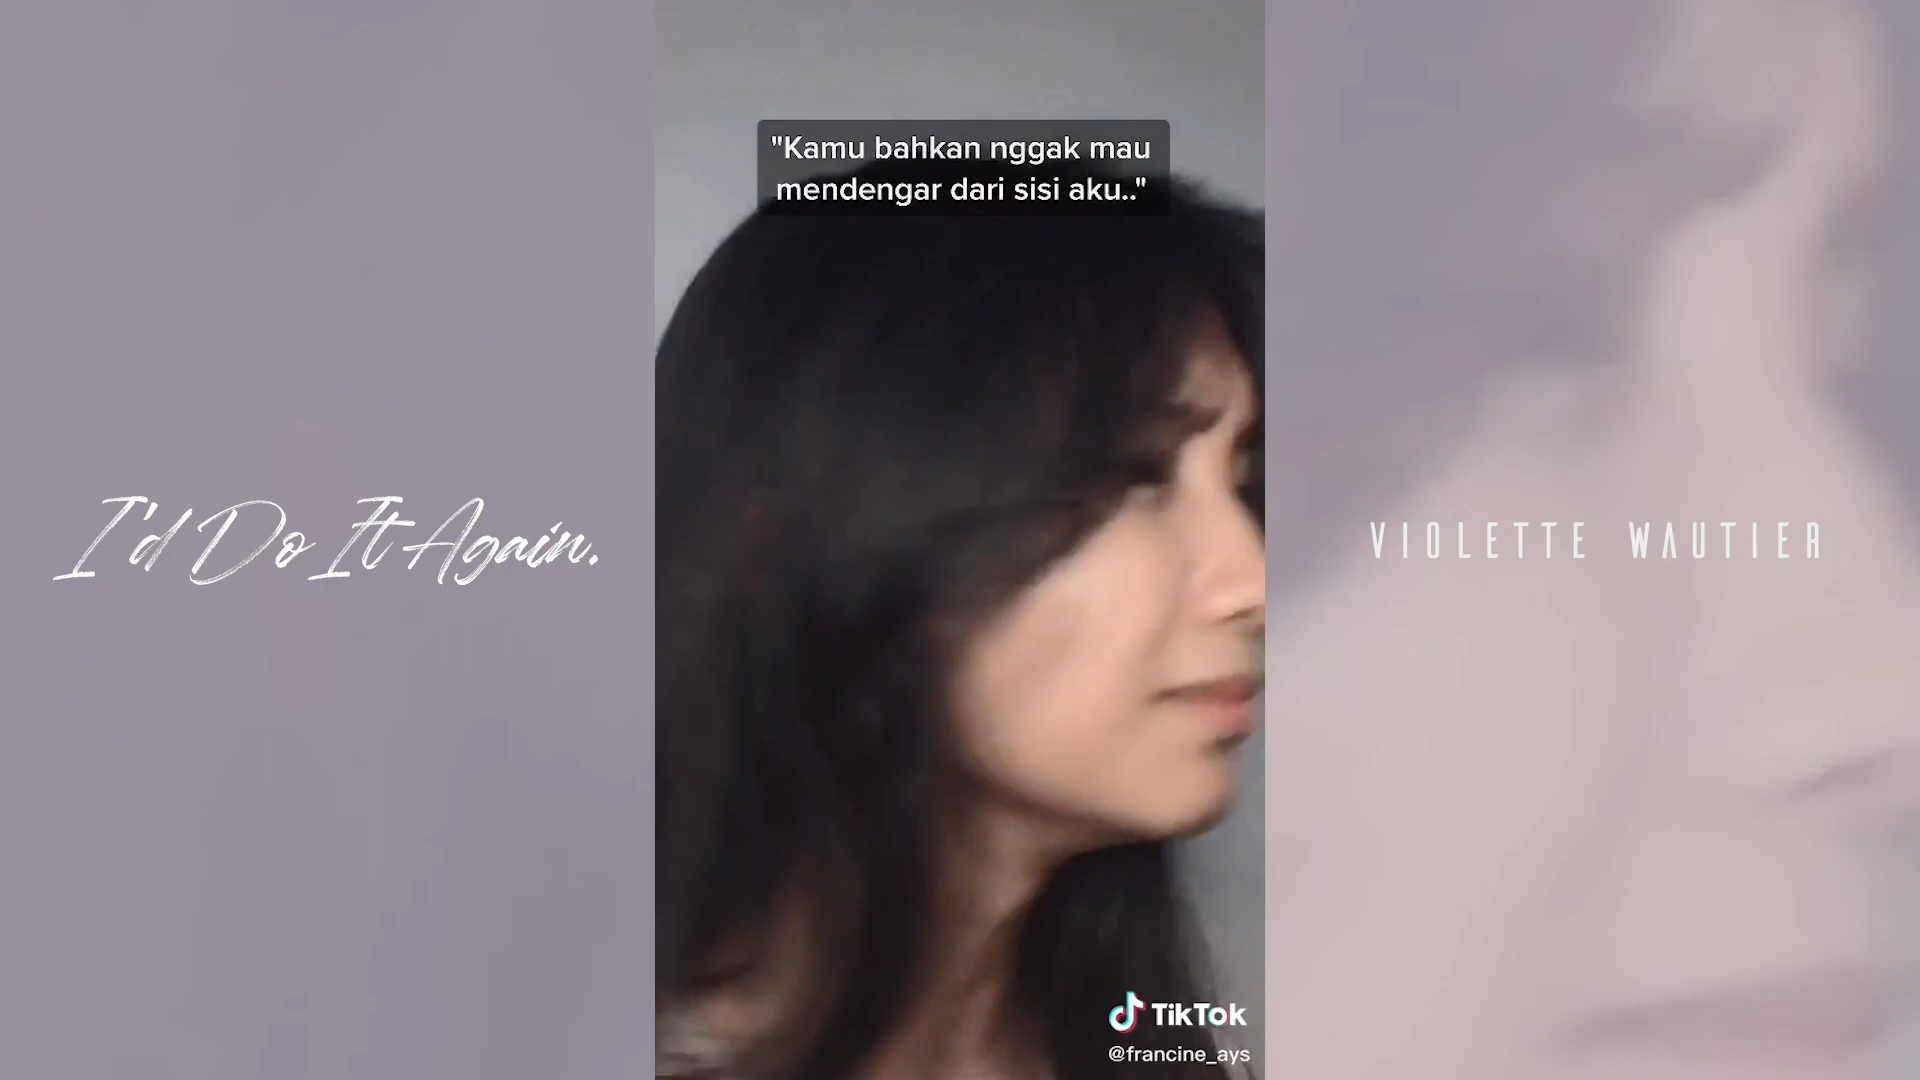 "Kamu bahkan nggak mau
mendengar dari sisi aku.."
I'd Do It Again.
VIOLETTE WAUTIER
TikTok
@francine_ays